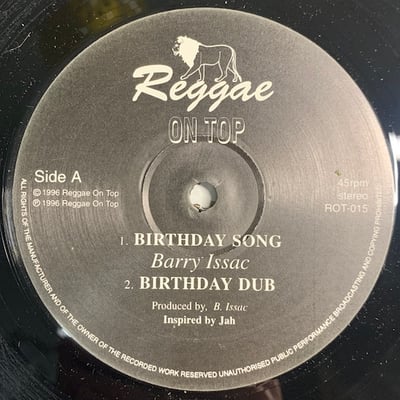 Reggae
ON TOP
Side A
© 1996 Reggae On Top
℗ 1996 Reggae On Top
45rpm
stereo
ROT-015
1. BIRTHDAY SONG
Barry Issac
2. BIRTHDAY DUB
Produced by, B. Issac
Inspired by Jah
ALL RIGHTS OF THE MANUFACTURER AND OF THE OWNER OF THE RECORDED WORK RESERVED UNAUTHORISED PUBLIC PERFORMANCE BROADCASTING AND COPYING PROHIBITED